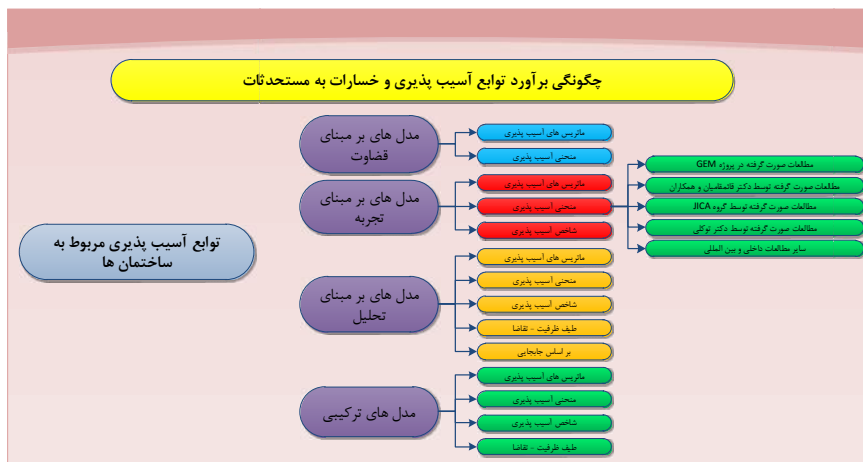 چگونگی برآورد توابع آسیب پذیری و خسارات به مستحدثات
توابع آسیب پذیری مربوط به
ساختمان ها
مدل های بر مبنای
قضاوت
ماتریس های آسیب پذیری
منحنی آسیب پذیری
مدل های بر مبنای
تجربه
ماتریس های آسیب پذیری
منحنی آسیب پذیری
شاخص آسیب پذیری
مطالعات صورت گرفته در پروژه GEM
مطالعات صورت گرفته توسط دکتر قائمقامیان و همکاران
مطالعات صورت گرفته توسط گروه JICA
مطالعات صورت گرفته توسط دکتر توکلی
سایر مطالعات داخلی و بین المللی
مدل های بر مبنای
تحلیل
ماتریس های آسیب پذیری
منحنی آسیب پذیری
شاخص آسیب پذیری
طیف ظرفیت - تقاضا
بر اساس جابجایی
مدل های ترکیبی
ماتریس های آسیب پذیری
منحنی آسیب پذیری
شاخص آسیب پذیری
طیف ظرفیت - تقاضا